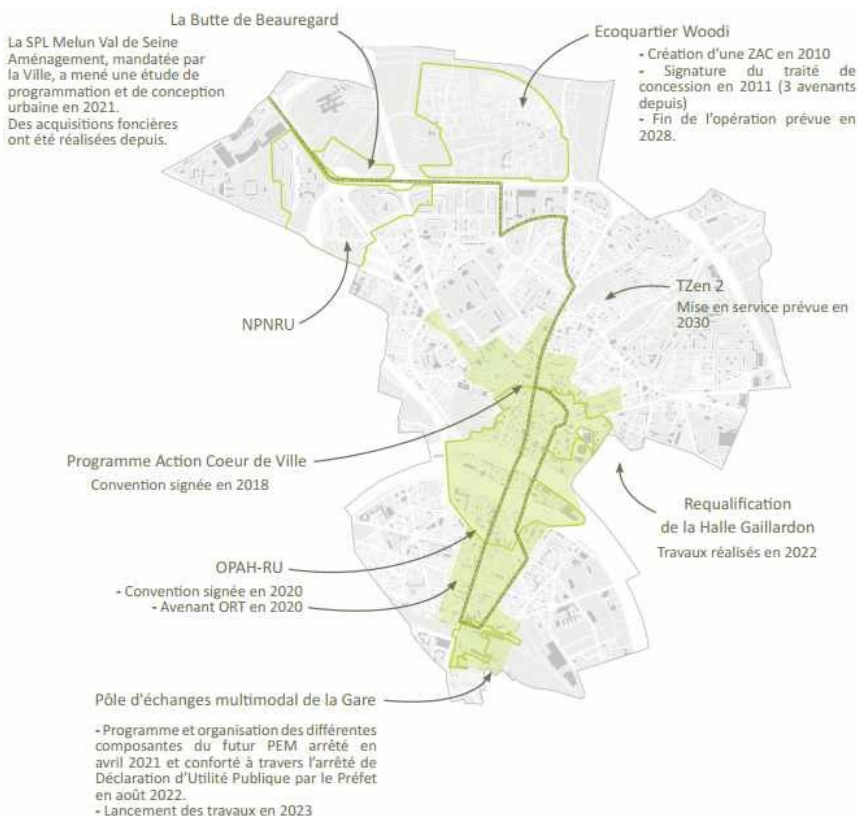 La Butte de Beauregard
La SPL Melun Val de Seine
Aménagement, mandatée par
la Ville, a mené une étude de
programmation et de conception
urbaine en 2021.
Des acquisitions foncières
ont été réalisées depuis.
Ecoquartier Woodi
- Création d'une ZAC en 2010
- Signature du traité de
concession en 2011 (3 avenants
depuis)
- Fin de l'opération prévue en
2028.
NPNRU
TZen 2
Mise en service prévue en
2030
Programme Action Coeur de Ville
Convention signée en 2018
Requalification
de la Halle Gaillardon
Travaux réalisés en 2022
OPAH-RU
- Convention signée en 2020
- Avenant ORT en 2020
Pôle d'échanges multimodal de la Gare
- Programme et organisation des différentes
composantes du futur PEM arrêté en
avril 2021 et conforté à travers l'arrêté de
Déclaration d'Utilité Publique par le Préfet
en août 2022.
- Lancement des travaux en 2023